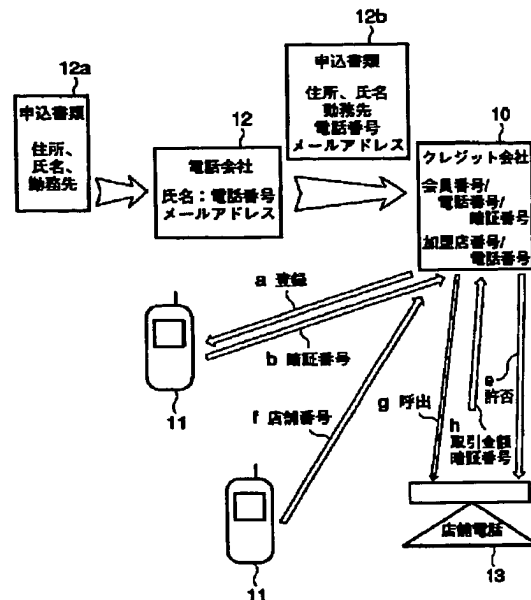 12a
申込書類
住所、
氏名、
勤務先
12
電話会社
氏名：電話番号
メールアドレス
12b
申込書類
住所、氏名
勤務先
電話番号
メールアドレス
10
クレジット会社
会員番号/
電話番号/
暗証番号
加盟店番号/
電話番号
a 登録
b 暗証番号
11
f 店舗番号
11
g 呼出
h
取引金額
暗証番号
e
許否
店舗電話
13